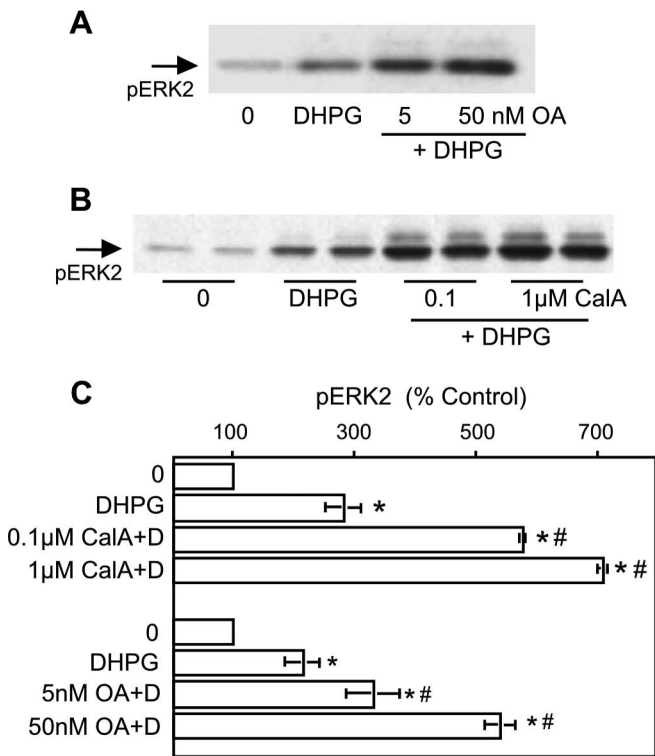 A
pERK2
0 DHPG 5 50 nM OA
+ DHPG
B
pERK2
0 DHPG 0.1 1µM CalA
+ DHPG
C
pERK2 (% Control)
100 300 500 700
0
DHPG *
0.1µM CalA+D *#
1µM CalA+D *#
0
DHPG *
5nM OA+D *#
50nM OA+D *#